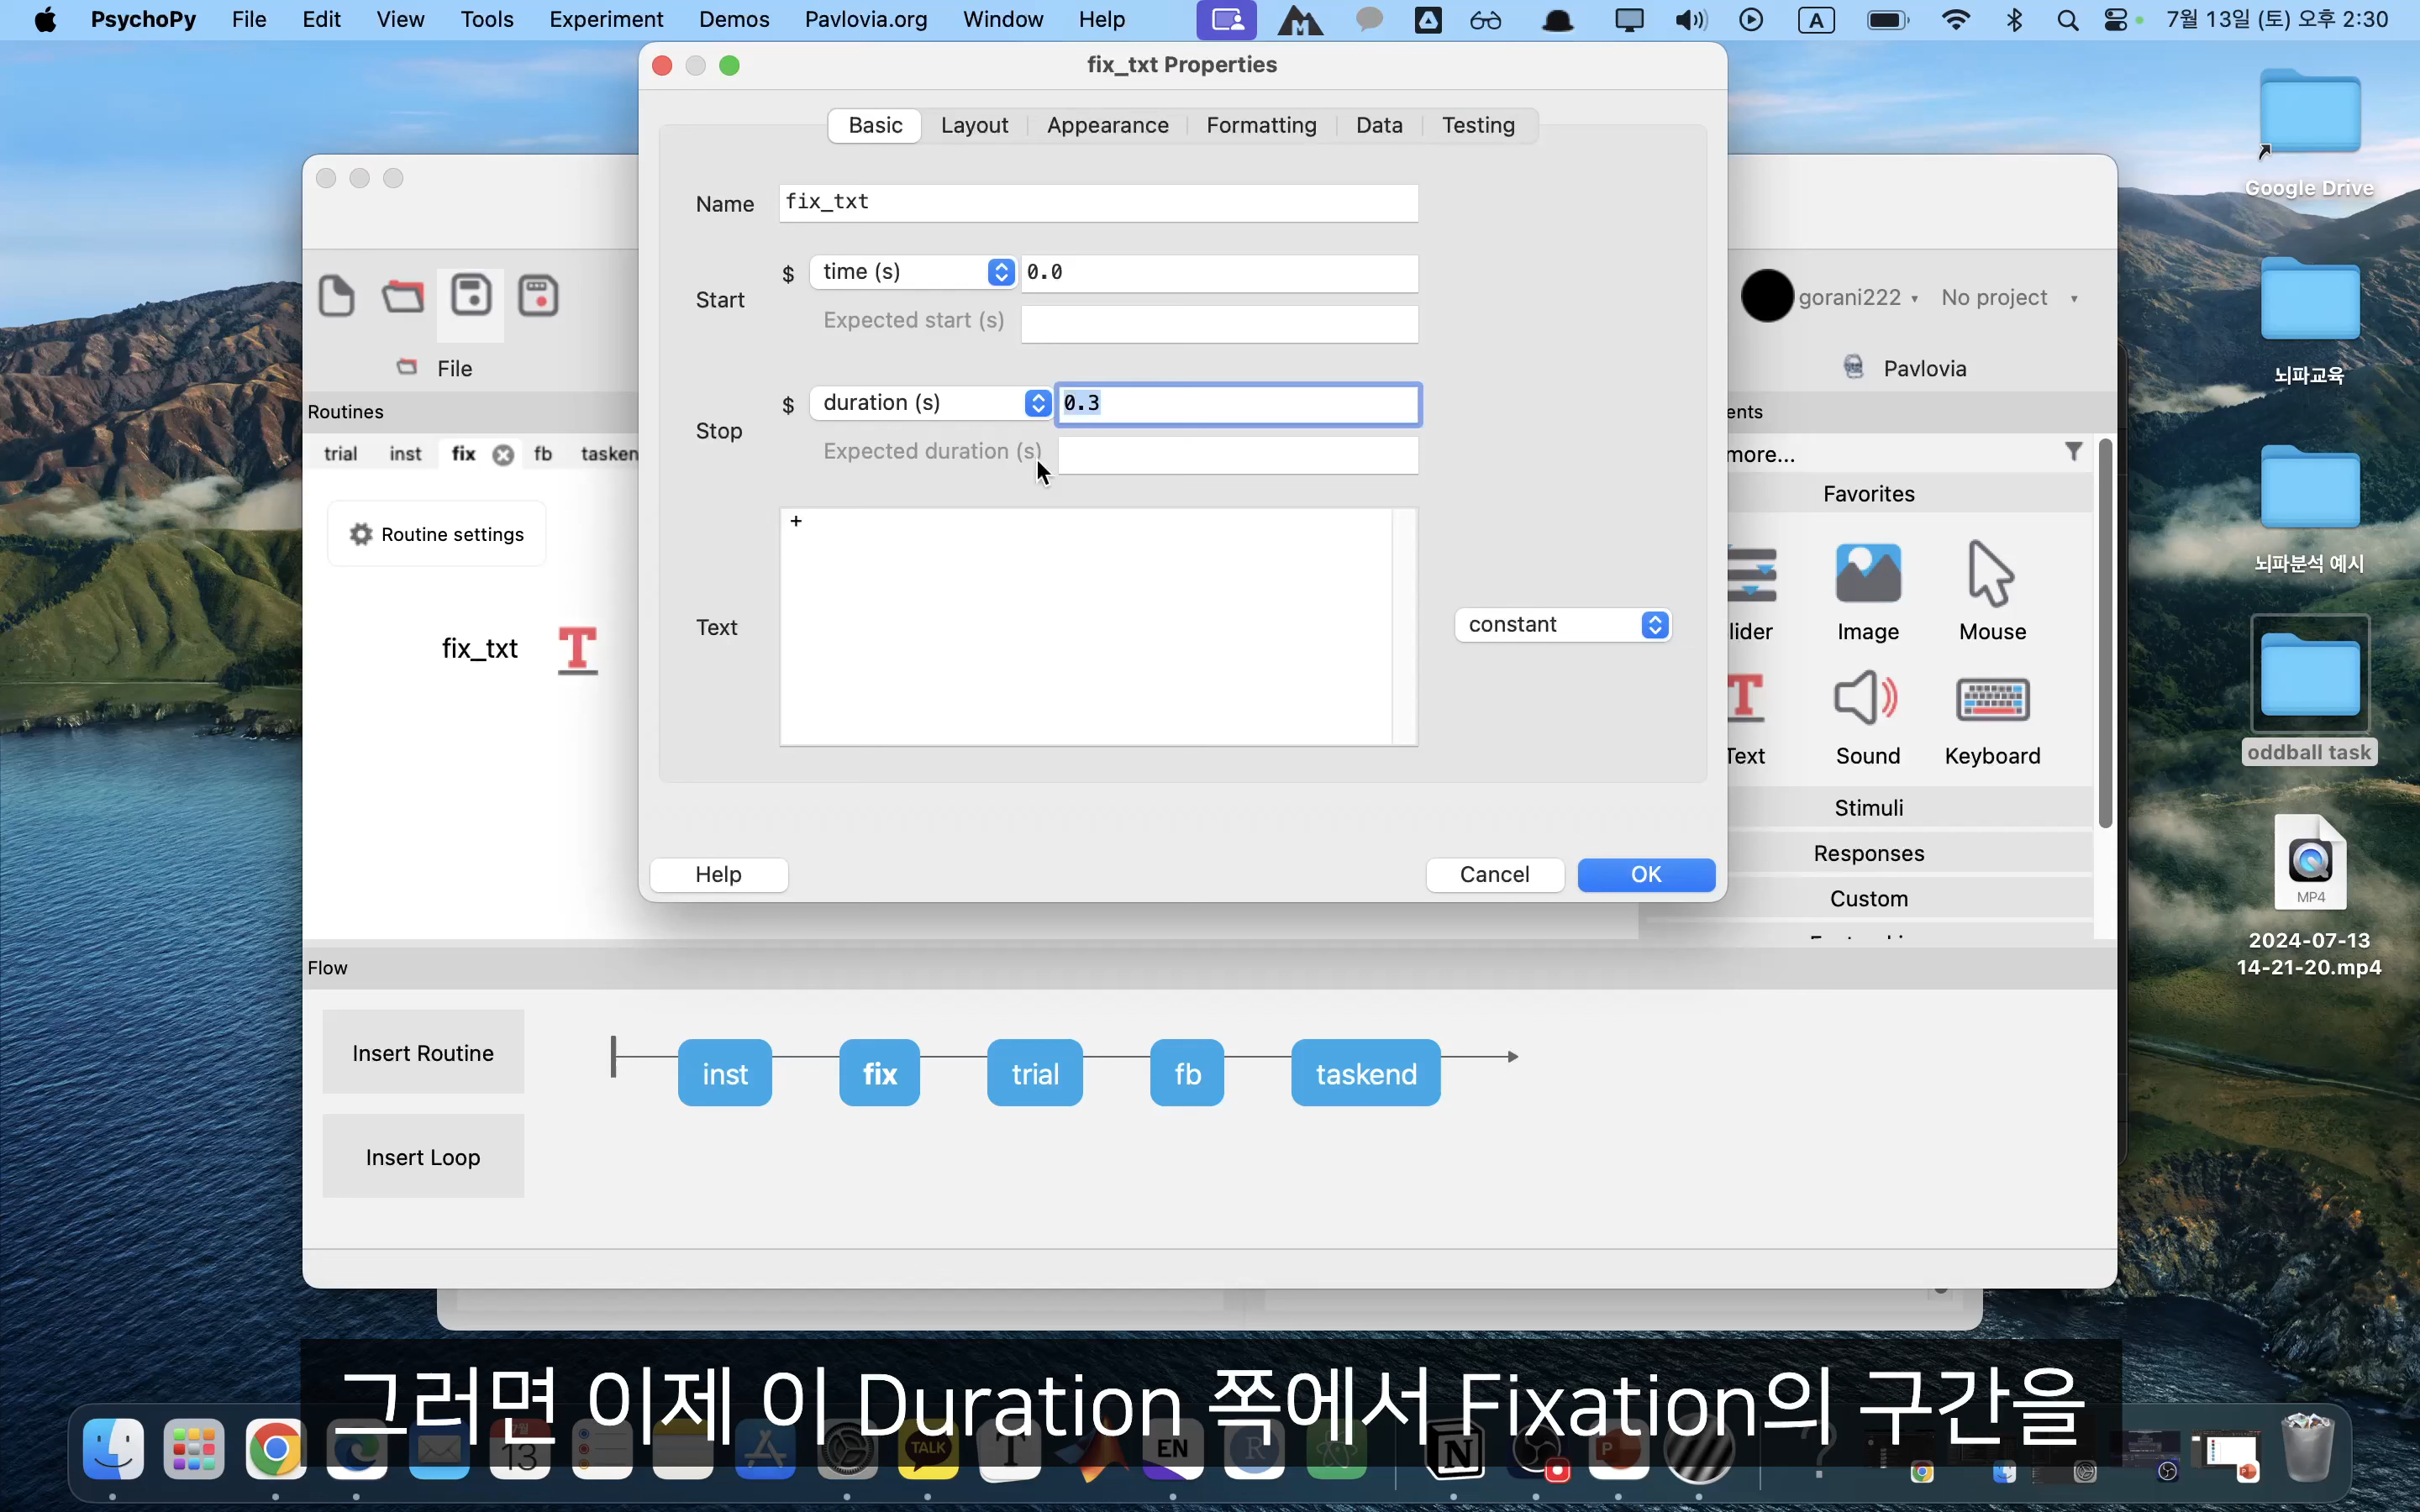 PsychoPy File Edit View Tools Experiment Demos Pavlovia.org Window Help A 7월 13일 (토) 오후 2:30
fix_txt Properties
Basic Layout Appearance Formatting Data Testing
Name fix_txt
Start $ time (s) 0.0
Expected start (s)
Stop $ duration (s) 0.3
Expected duration (s)
Text + constant
Help Cancel OK
File
Routines
trial inst fix fb tasken
Routine settings
fix_txt
gorani222 No project
Pavlovia
ents
more...
Favorites
lider Image Mouse
Text Sound Keyboard
Stimuli
Responses
Custom
Flow
Insert Routine
Insert Loop
inst fix trial fb taskend
Google Drive
뇌파교육
뇌파분석 예시
oddball task
MP4
2024-07-13
14-21-20.mp4
그러면 이제 이 Duration 쪽에서 Fixation의 구간을
13 TALK T EN R N P